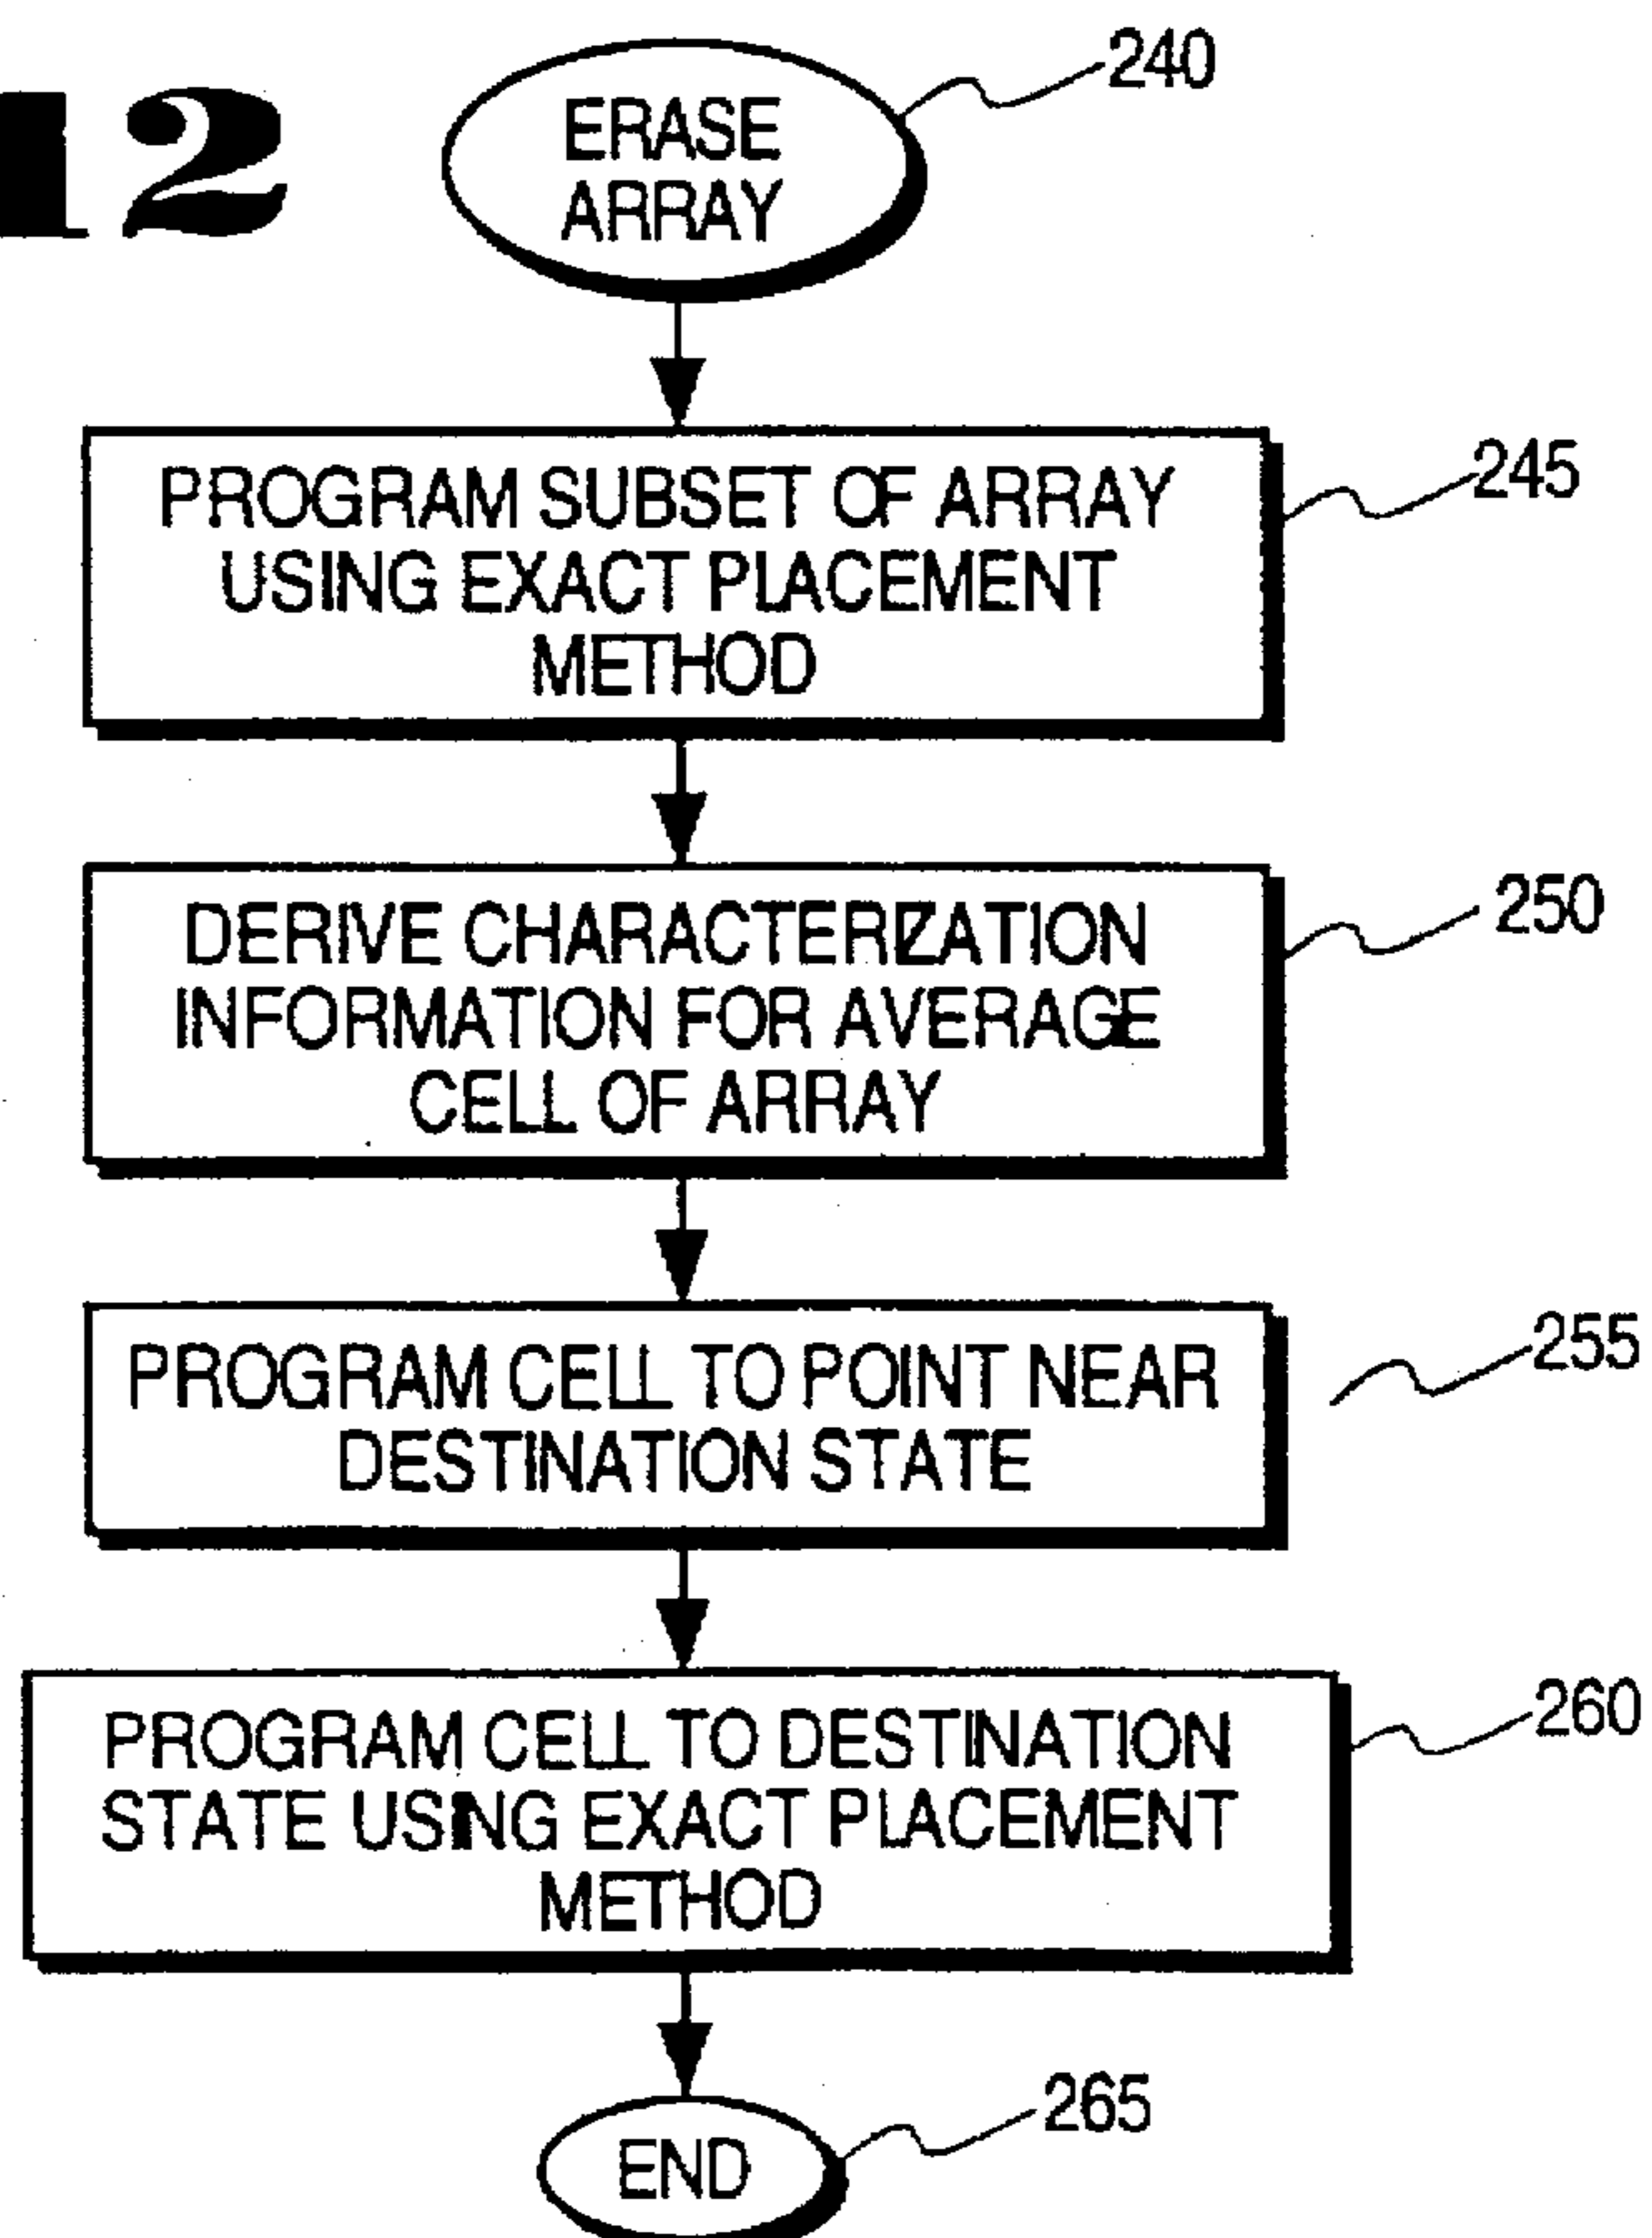 12
240
ERASE
ARRAY
245
PROGRAM SUBSET OF ARRAY
USING EXACT PLACEMENT
METHOD
250
DERIVE CHARACTERIZATION
INFORMATION FOR AVERAGE
CELL OF ARRAY
255
PROGRAM CELL TO POINT NEAR
DESTINATION STATE
260
PROGRAM CELL TO DESTINATION
STATE USING EXACT PLACEMENT
METHOD
265
END